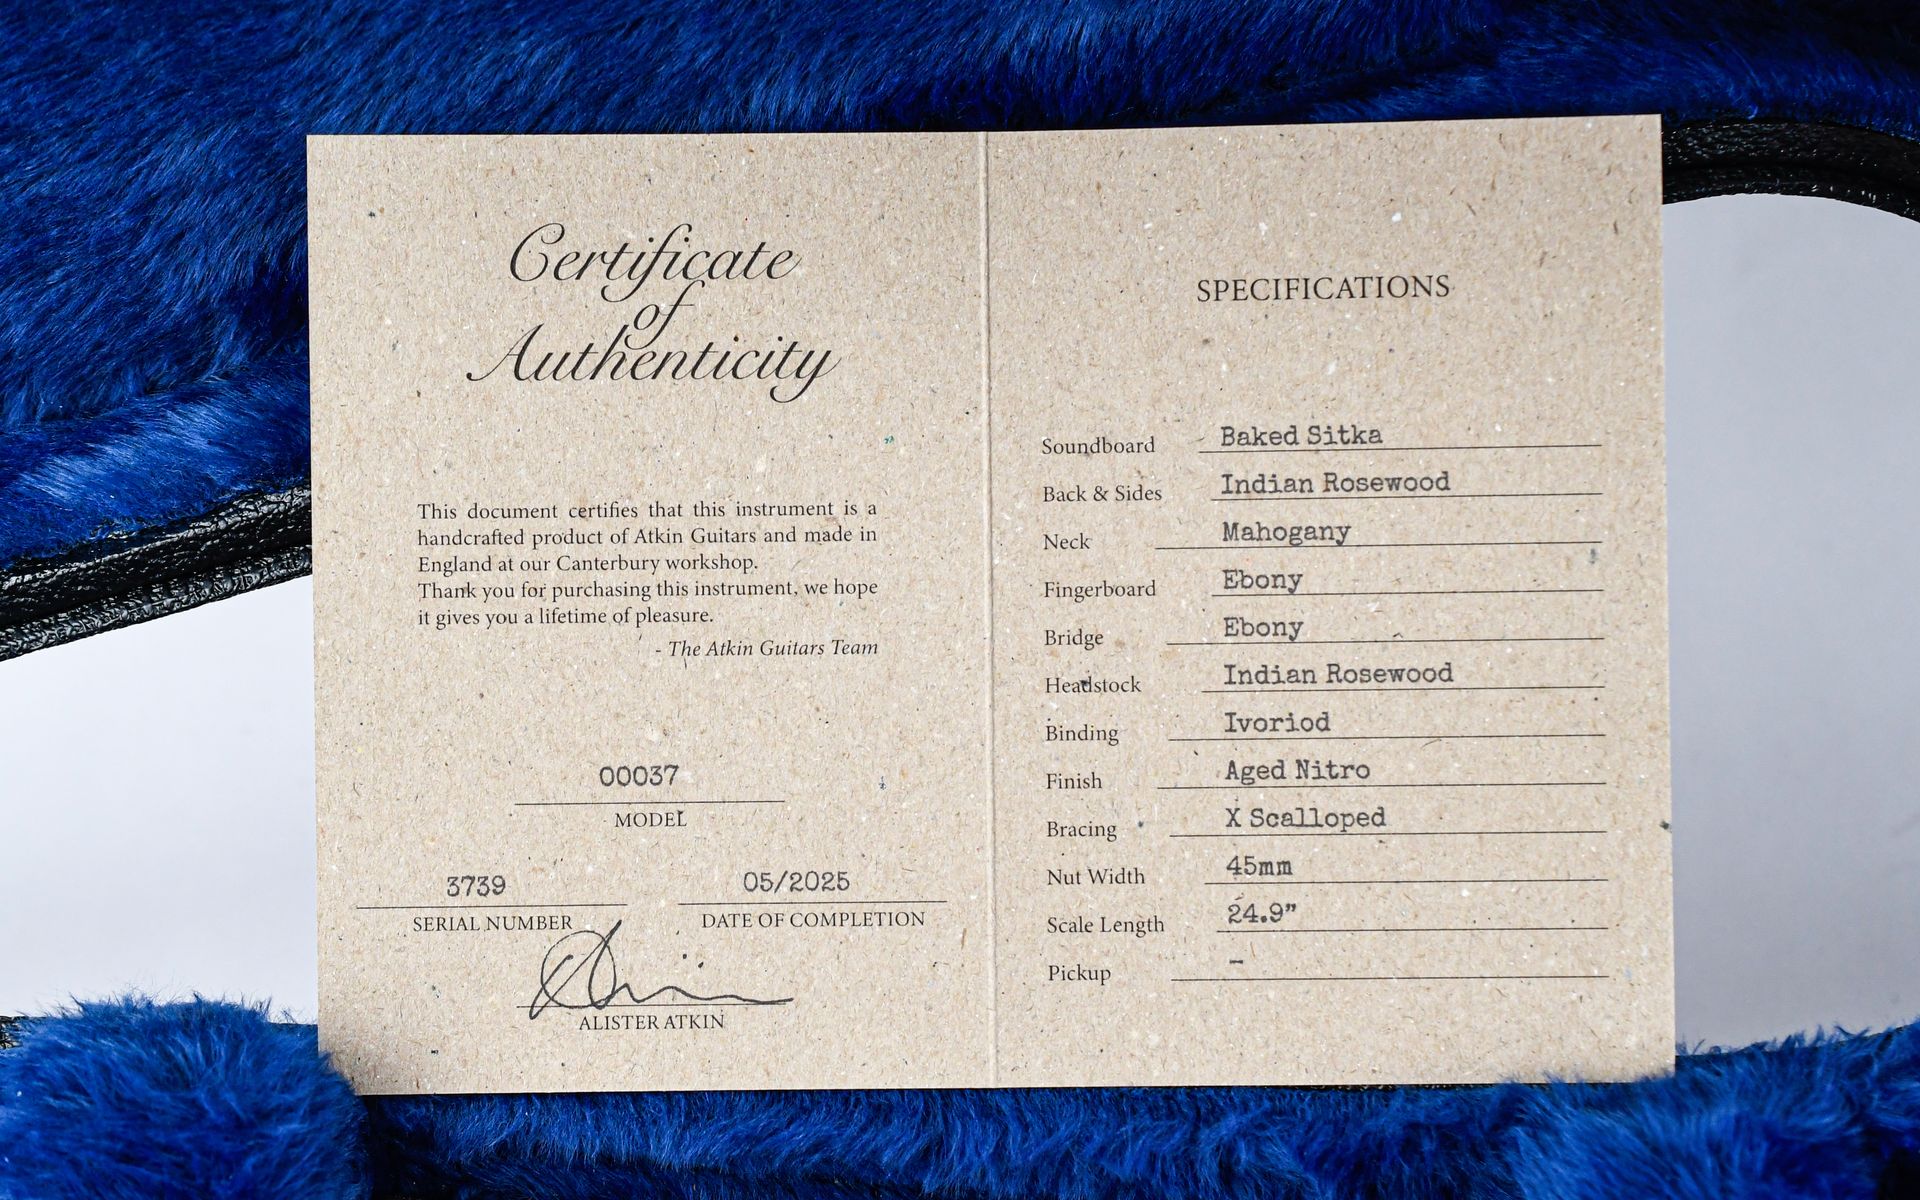 Certificate
of
Authenticity
This document certifies that this instrument is a
handcrafted product of Atkin Guitars and made in
England at our Canterbury workshop.
Thank you for purchasing this instrument, we hope
it gives you a lifetime of pleasure.
- The Atkin Guitars Team
00037
MODEL
3739
SERIAL NUMBER
05/2025
DATE OF COMPLETION
ALISTER ATKIN
SPECIFICATIONS
Soundboard Baked Sitka
Back & Sides Indian Rosewood
Neck Mahogany
Fingerboard Ebony
Bridge Ebony
Headstock Indian Rosewood
Binding Ivoriod
Finish Aged Nitro
Bracing X Scalloped
Nut Width 45mm
Scale Length 24.9”
Pickup -